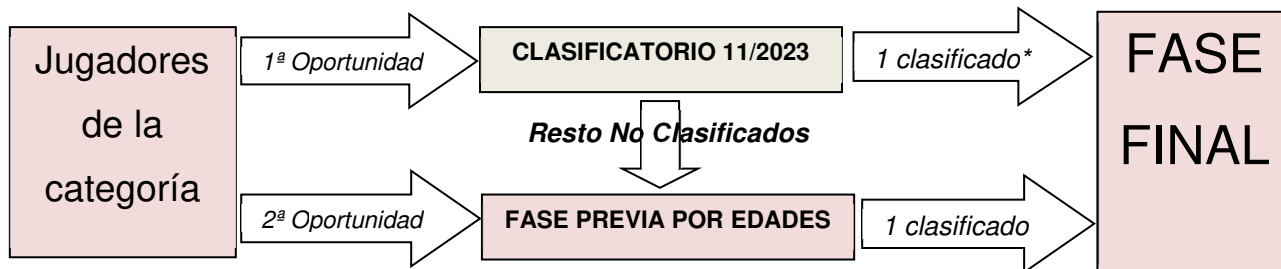 Jugadores
de la
categoría
1ª Oportunidad
CLASIFICATORIO 11/2023
1 clasificado*
Resto No Clasificados
2ª Oportunidad
FASE PREVIA POR EDADES
1 clasificado
FASE
FINAL